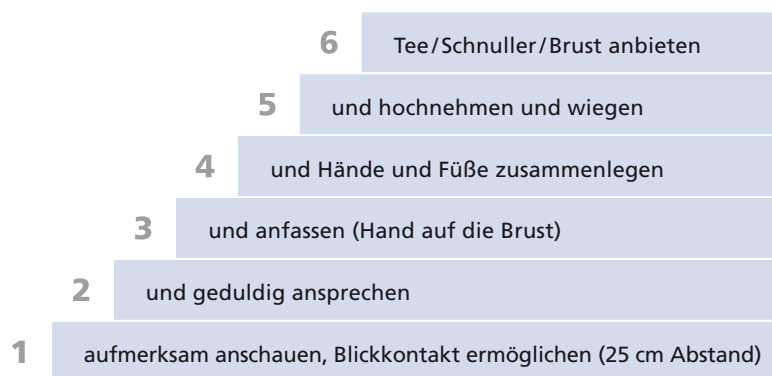 6 Tee/Schnuller/Brust anbieten
5 und hochnehmen und wiegen
4 und Hände und Füße zusammenlegen
3 und anfassen (Hand auf die Brust)
2 und geduldig ansprechen
1 aufmerksam anschauen, Blickkontakt ermöglichen (25 cm Abstand)